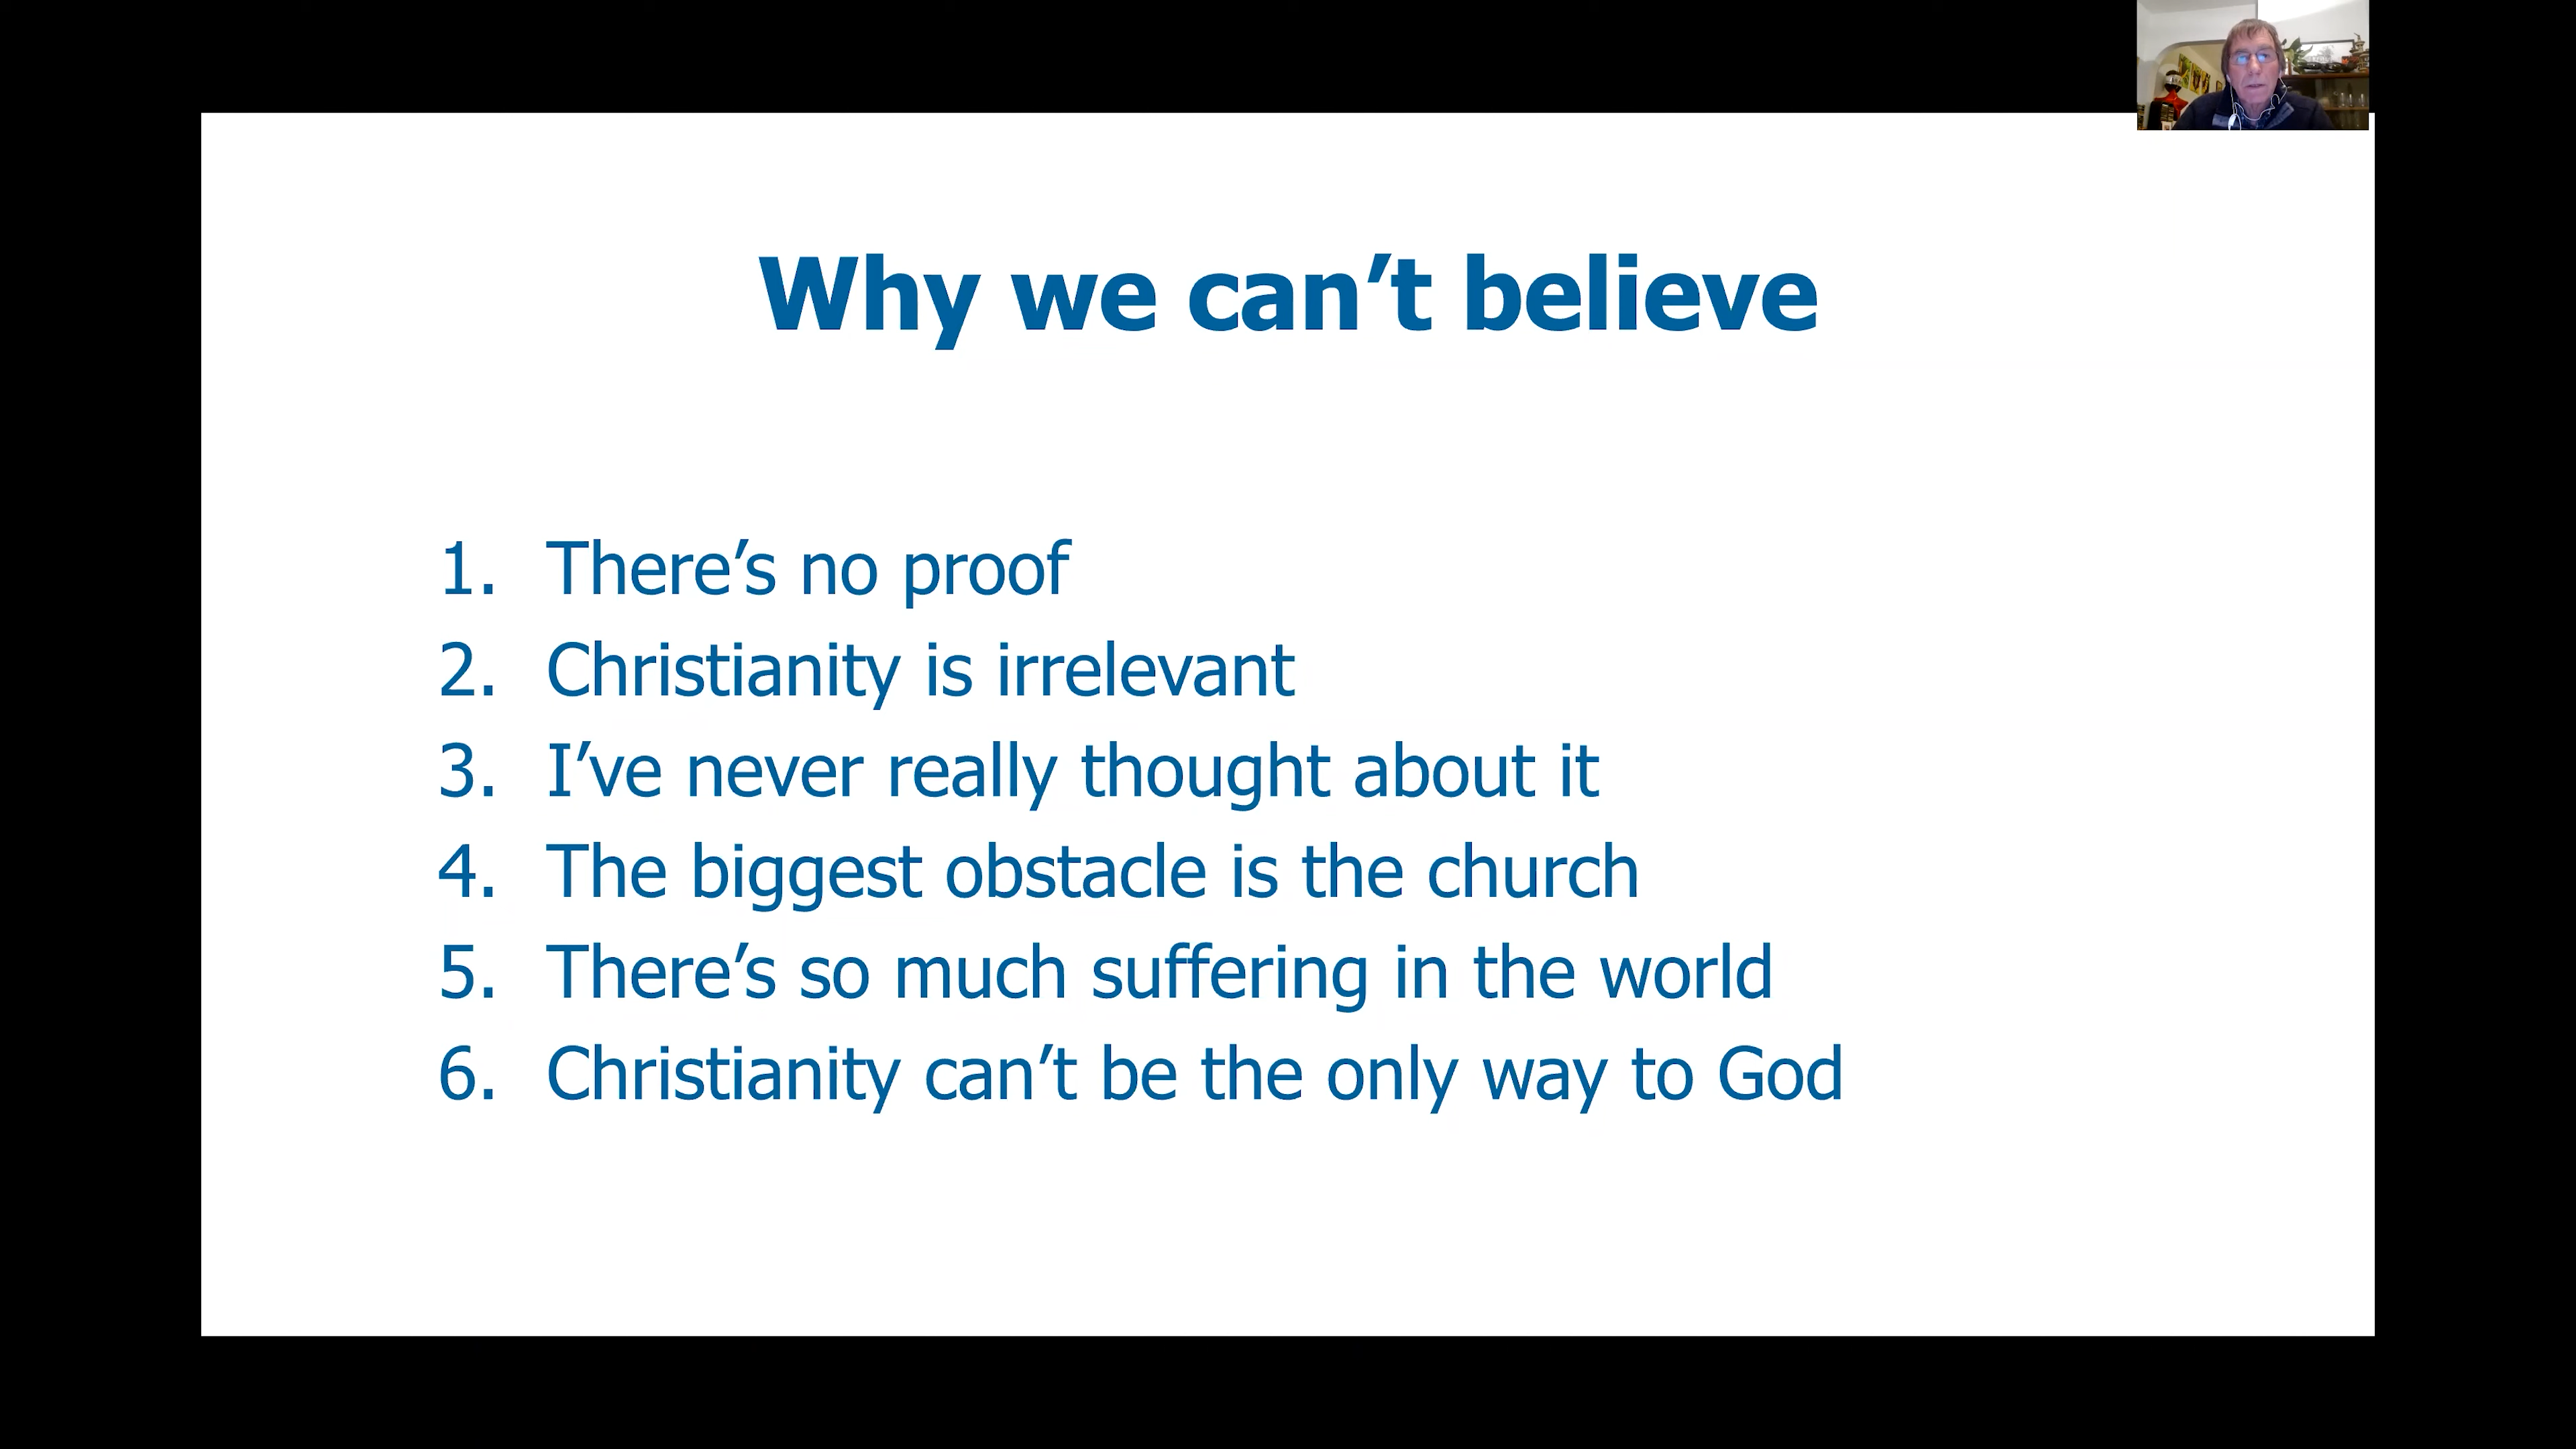 Why we can’t believe
1. There’s no proof
2. Christianity is irrelevant
3. I’ve never really thought about it
4. The biggest obstacle is the church
5. There’s so much suffering in the world
6. Christianity can’t be the only way to God